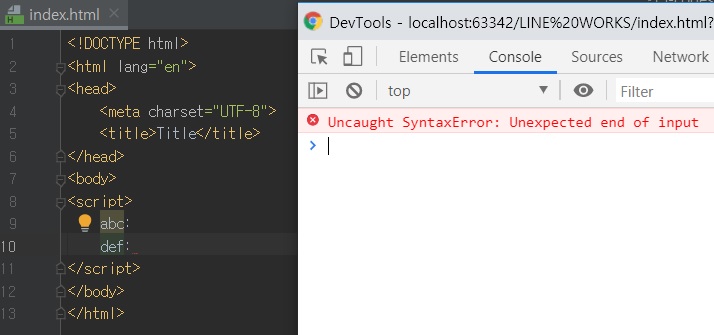 index.html ×
1 <!DOCTYPE html>
2 <html lang="en">
3 <head>
4 <meta charset="UTF-8">
5 <title>Title</title>
6 </head>
7 <body>
8 <script>
9 abc:
10 def:
11 </script>
12 </body>
13 </html>
DevTools - localhost:63342/LINE%20WORKS/index.html?
Elements Console Sources Network
top ▼ Filter
Uncaught SyntaxError: Unexpected end of input
>